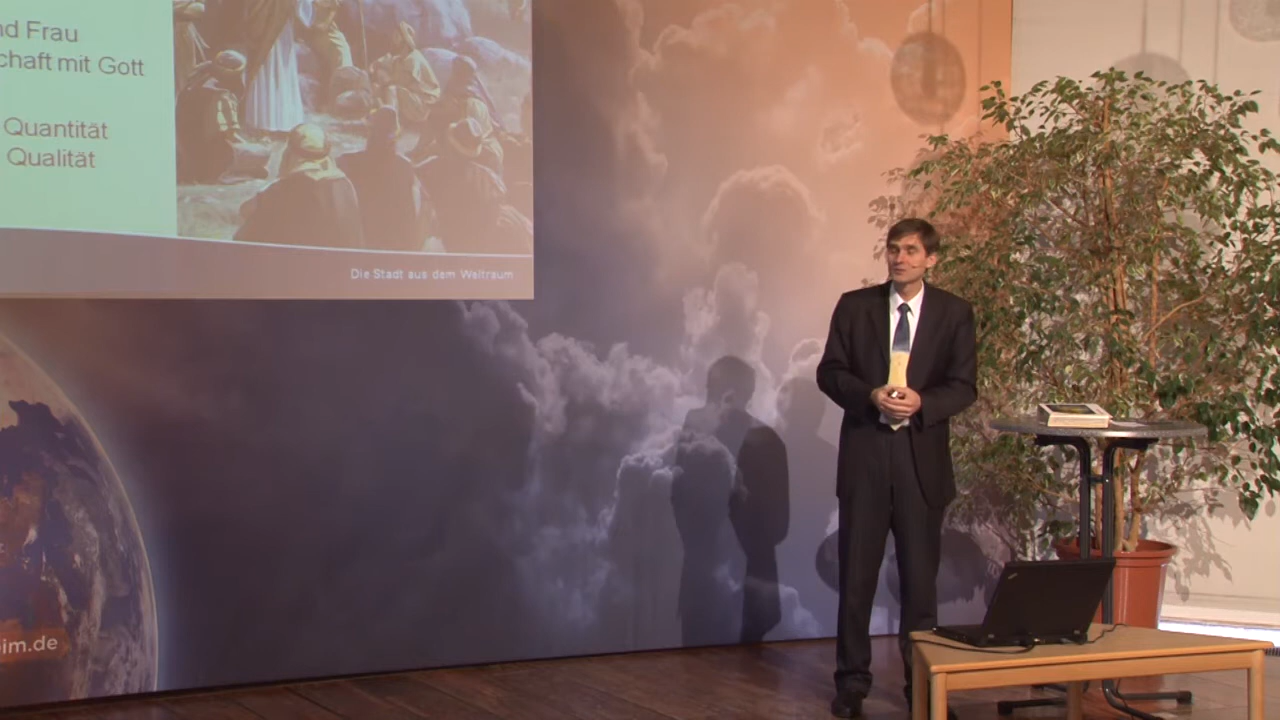 nd Frau
chaft mit Gott
Quantität
Qualität
Die Stadt aus dem Weltraum
im.de